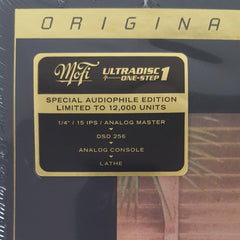 ORIGINA
MoFi ULTRADISC ONE-STEP 1
SPECIAL AUDIOPHILE EDITION
LIMITED TO 12,000 UNITS
1/4" / 15 IPS / ANALOG MASTER
DSD 256
ANALOG CONSOLE
LATHE